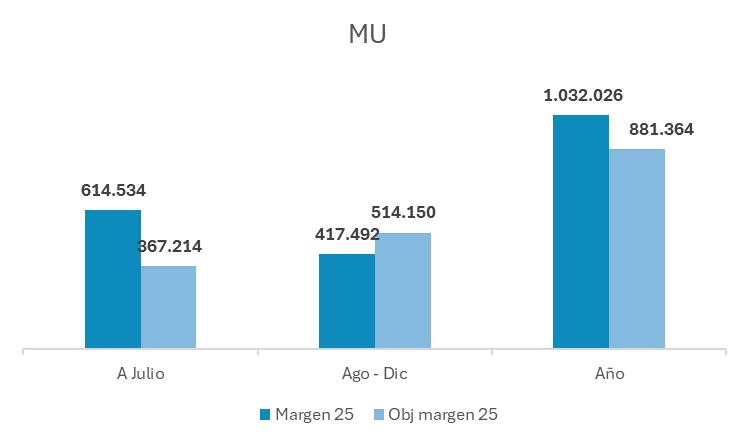 MU
1.032.026
881.364
614.534
514.150
417.492
367.214
A Julio
Ago - Dic
Año
Margen 25
Obj margen 25